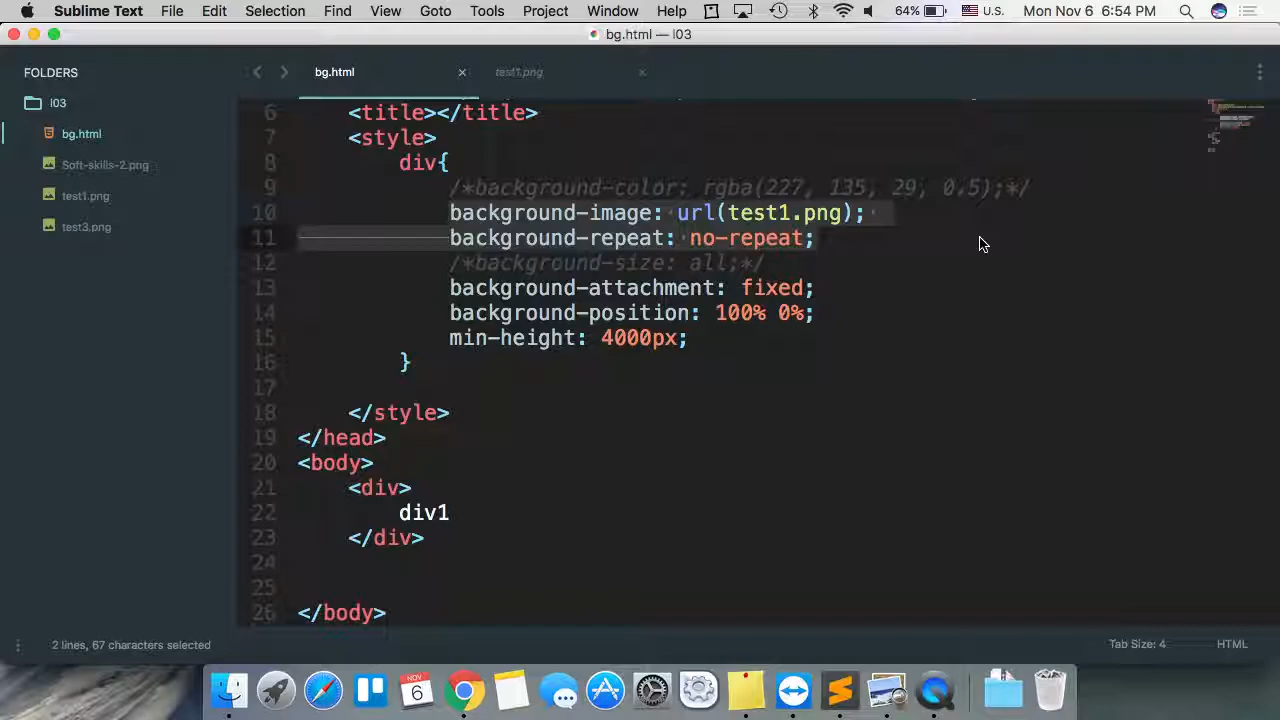 Sublime Text File Edit Selection Find View Goto Tools Project Window Help 64% U.S. Mon Nov 6 6:54 PM
bg.html — l03
FOLDERS
l03
bg.html
Soft-skills-2.png
test1.png
test3.png
bg.html test1.png
6 <title></title>
7 <style>
8 div{
9 /*background-color: rgba(227, 135, 29, 0.5);*/
10 background-image: url(test1.png);
11 background-repeat: no-repeat;
12 /*background-size: all;*/
13 background-attachment: fixed;
14 background-position: 100% 0%;
15 min-height: 4000px;
16 }
17
18 </style>
19 </head>
20 <body>
21 <div>
22 div1
23 </div>
24
25
26 </body>
2 lines, 67 characters selected Tab Size: 4 HTML
NOV
6